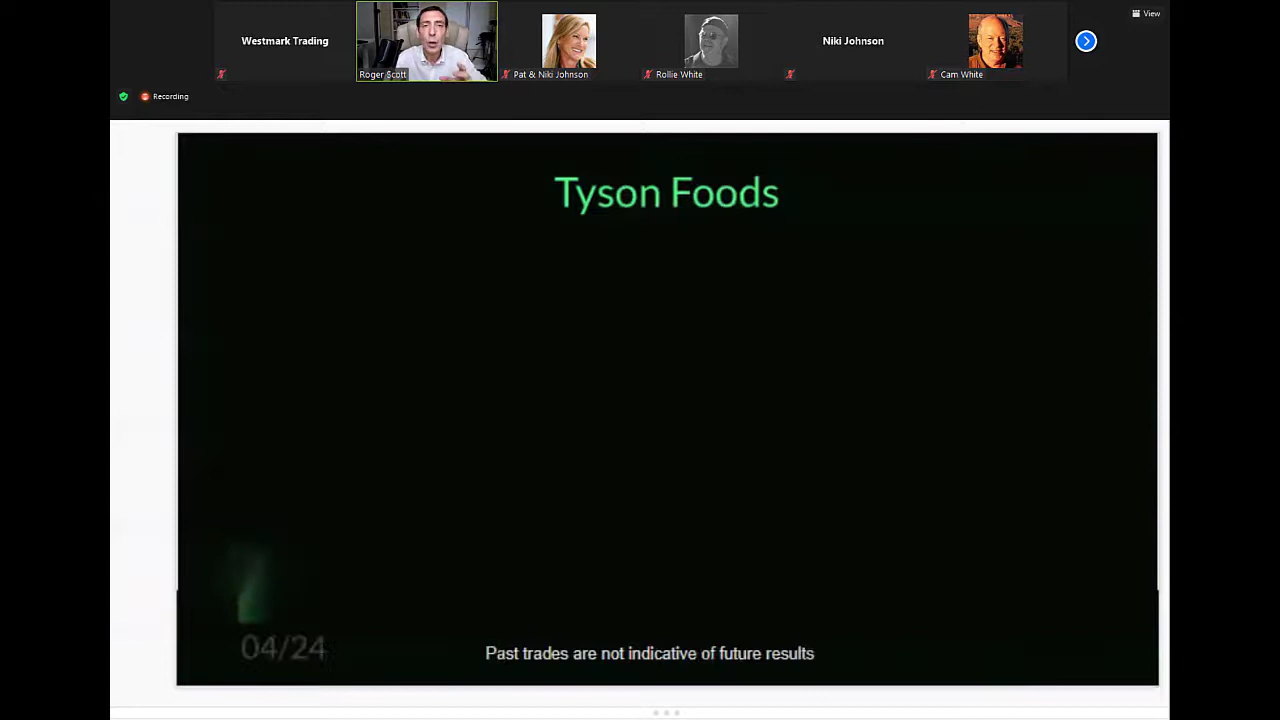 View
Westmark Trading
Roger Scott
Pat & Niki Johnson
Rollie White
Niki Johnson
Cam White
Recording
Tyson Foods
04/24
Past trades are not indicative of future results